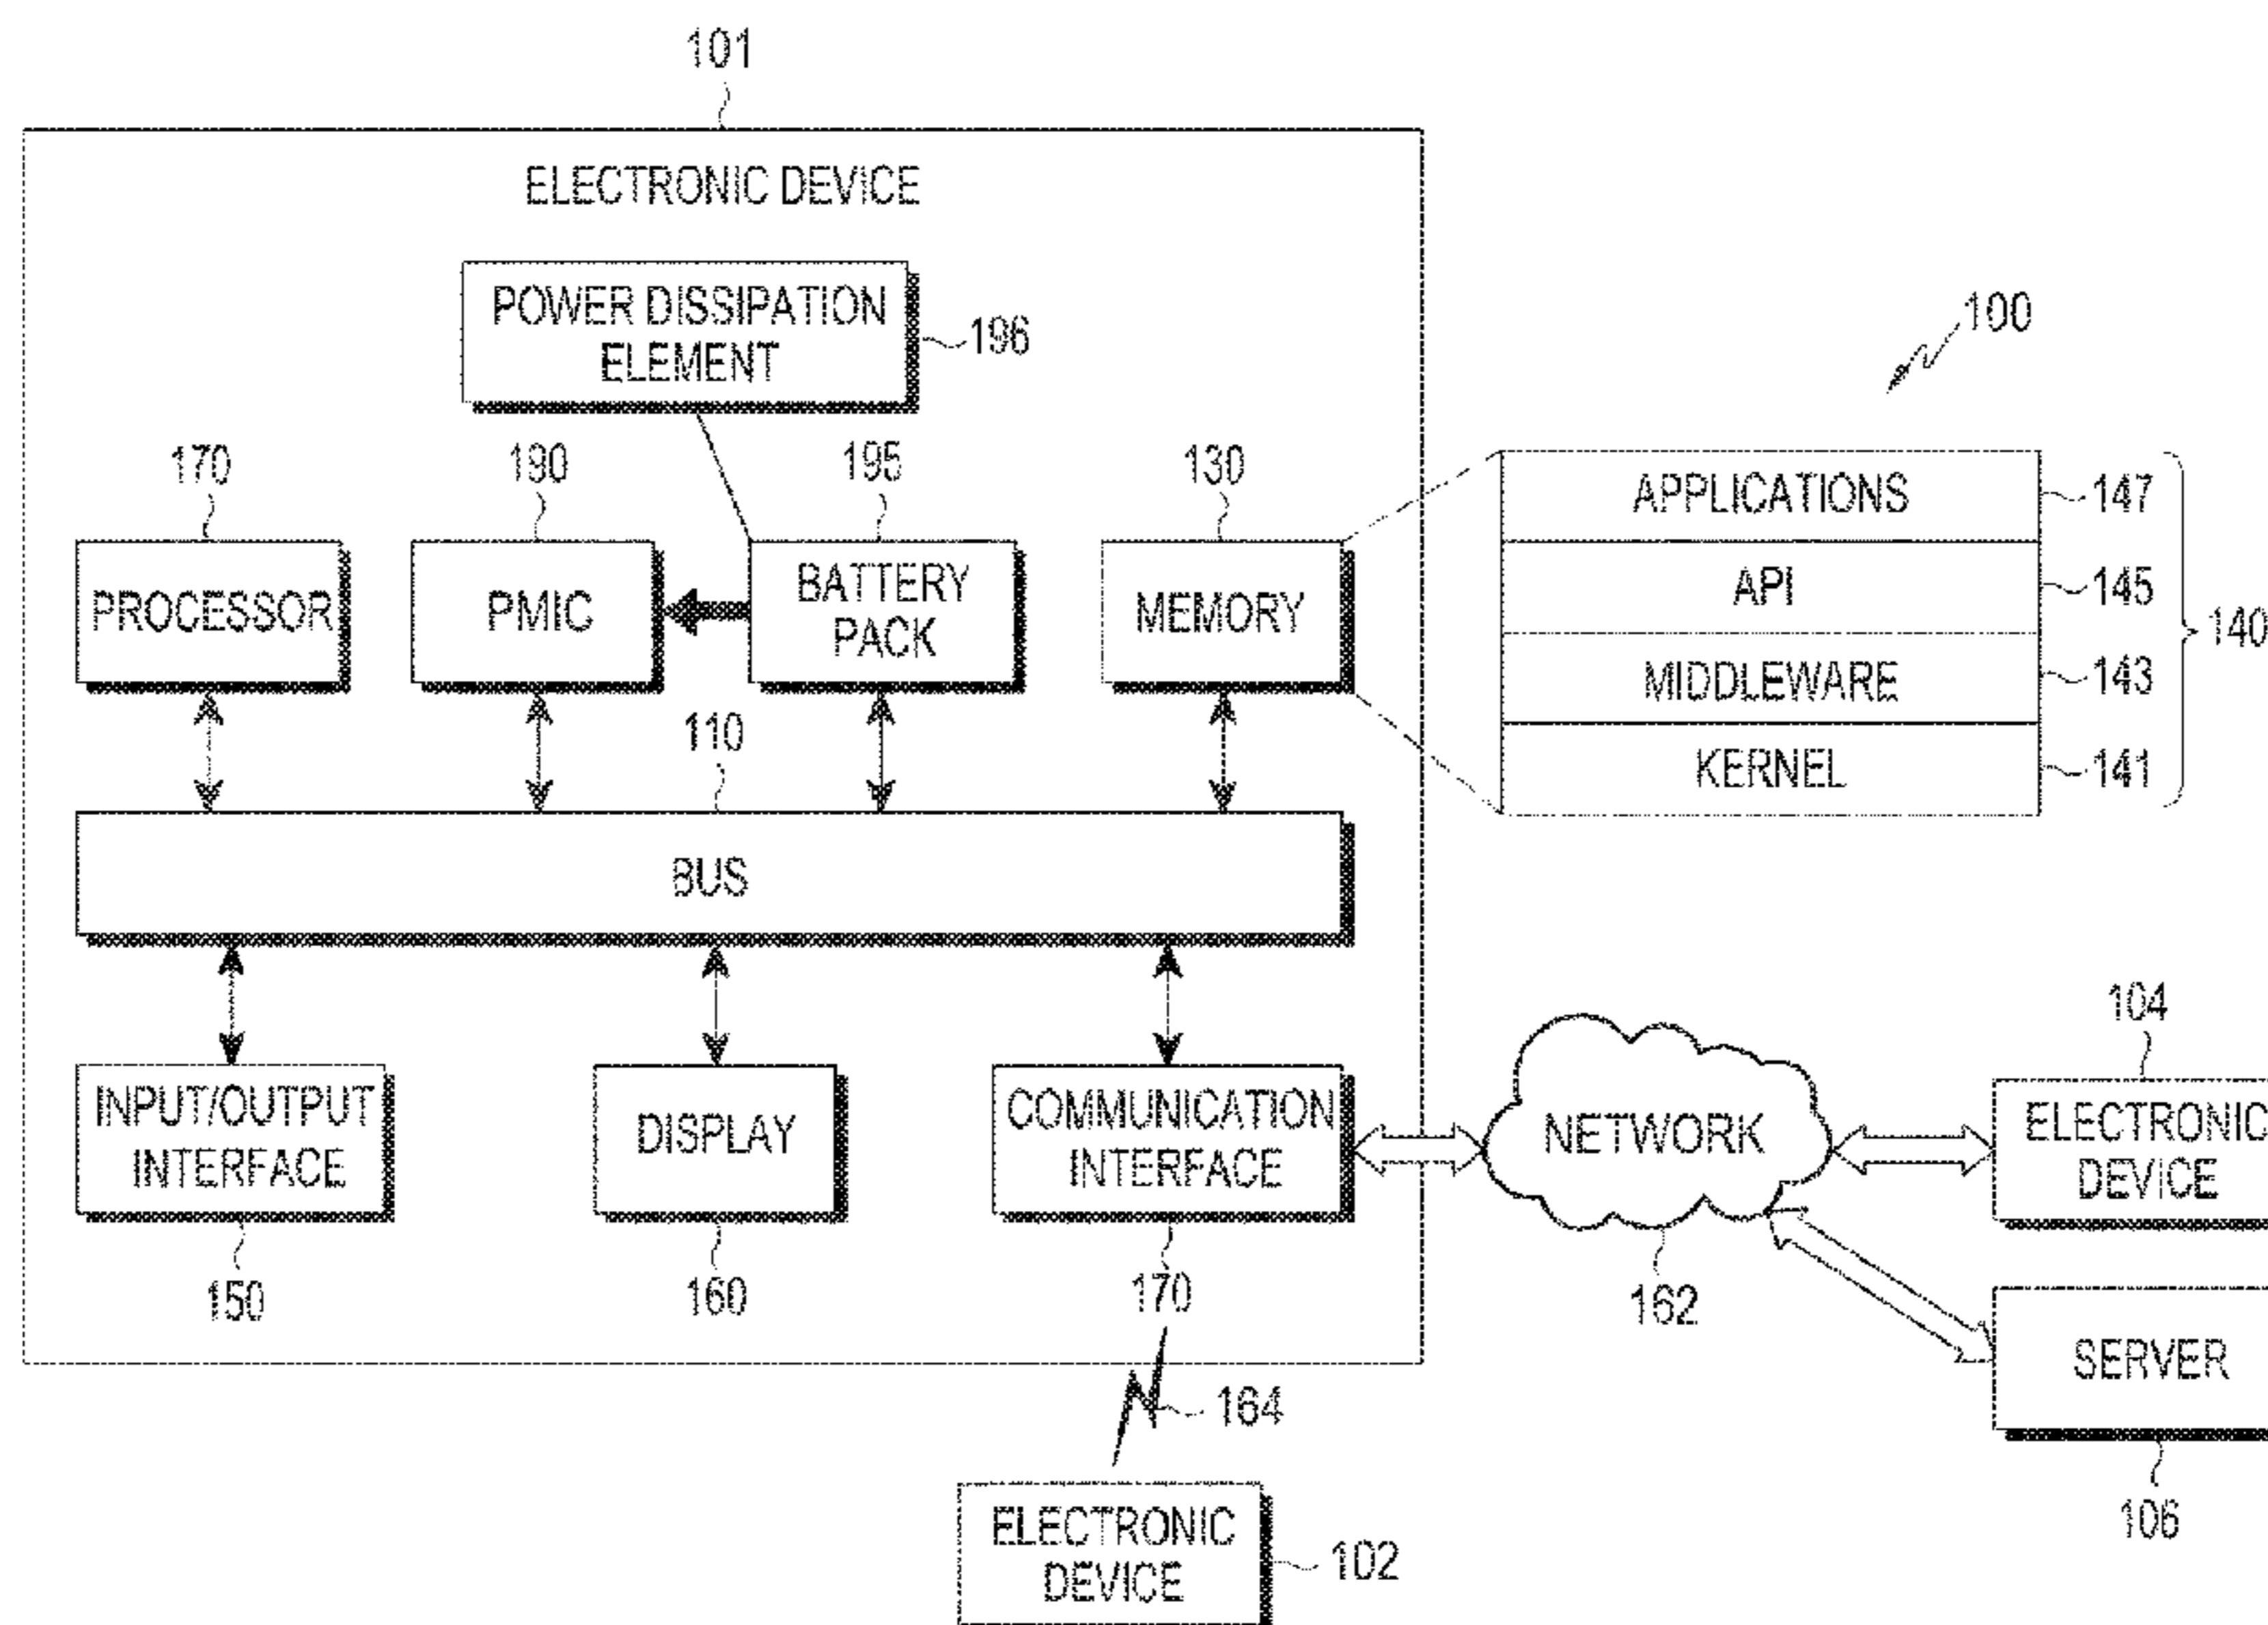 101
ELECTRONIC DEVICE
POWER DISSIPATION
ELEMENT
196
100
170
190
195
130
PROCESSOR
PMIC
BATTERY
PACK
MEMORY
APPLICATIONS
147
API
145
MIDDLEWARE
143
KERNEL
141
140
110
BUS
INPUT/OUTPUT
INTERFACE
150
DISPLAY
160
COMMUNICATION
INTERFACE
170
NETWORK
162
104
ELECTRONIC
DEVICE
SERVER
106
164
ELECTRONIC
DEVICE
102